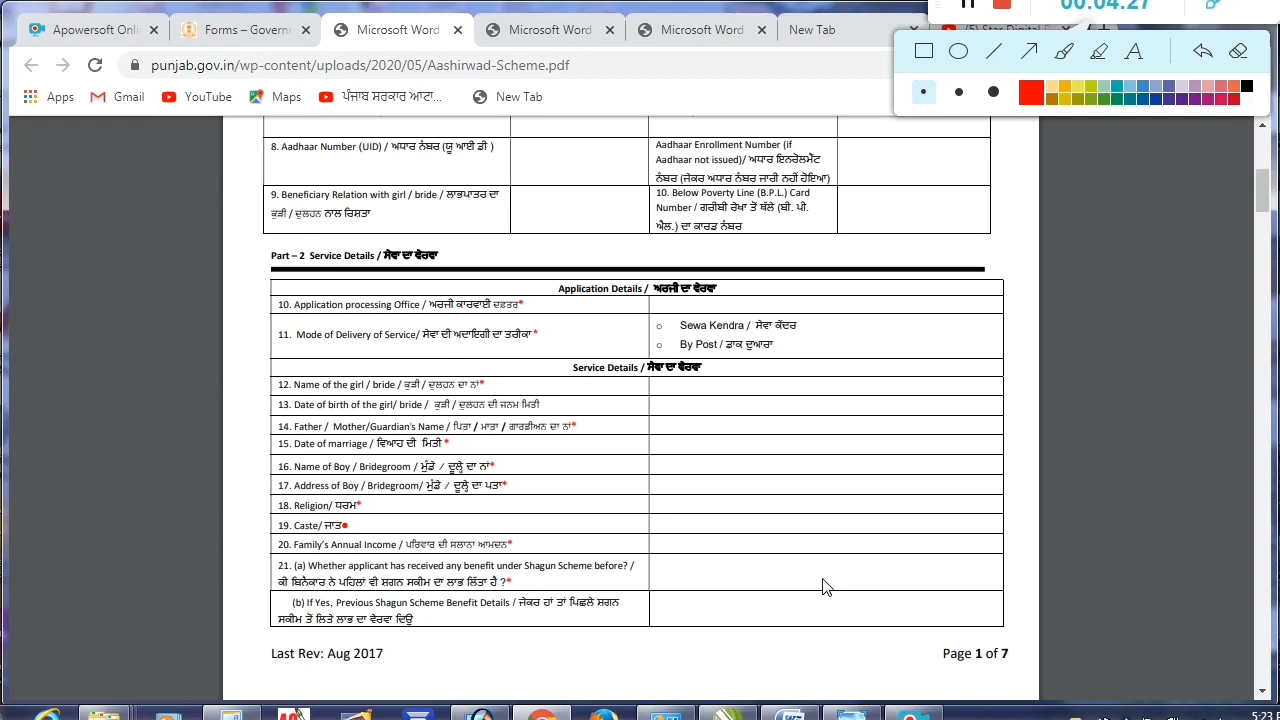 00:04:27
Apowersoft Onli
Forms – Govern
Microsoft Word
Microsoft Word
Microsoft Word
New Tab
punjab.gov.in/wp-content/uploads/2020/05/Aashirwad-Scheme.pdf
Apps
Gmail
YouTube
Maps
ਪੰਜਾਬ ਸਰਕਾਰ ਆਟਾ...
New Tab
8. Aadhaar Number (UID) / ਅਧਾਰ ਨੰਬਰ (ਯੂ ਆਈ ਡੀ )
Aadhaar Enrollment Number (if
Aadhaar not issued)/ ਅਧਾਰ ਇਨਰੋਲਮੈਂਟ
ਨੰਬਰ (ਜੇਕਰ ਅਧਾਰ ਨੰਬਰ ਜਾਰੀ ਨਹੀਂ ਹੋਇਆ)
9. Beneficiary Relation with girl / bride / ਲਾਭਪਾਤਰ ਦਾ
ਕੁੜੀ / ਦੁਲਹਨ ਨਾਲ ਰਿਸ਼ਤਾ
10. Below Poverty Line (B.P.L.) Card
Number / ਗਰੀਬੀ ਰੇਖਾ ਤੋਂ ਥੱਲੇ (ਬੀ. ਪੀ.
ਐਲ.) ਦਾ ਕਾਰਡ ਨੰਬਰ
Part – 2 Service Details / ਸੇਵਾ ਦਾ ਵੇਰਵਾ
Application Details / ਅਰਜੀ ਦਾ ਵੇਰਵਾ
10. Application processing Office / ਅਰਜੀ ਕਾਰਵਾਈ ਦਫ਼ਤਰ*
11. Mode of Delivery of Service/ ਸੇਵਾ ਦੀ ਅਦਾਇਗੀ ਦਾ ਤਰੀਕਾ *
o Sewa Kendra / ਸੇਵਾ ਕੇਂਦਰ
o By Post / ਡਾਕ ਦੁਆਰਾ
Service Details / ਸੇਵਾ ਦਾ ਵੇਰਵਾ
12. Name of the girl / bride / ਕੁੜੀ / ਦੁਲਹਨ ਦਾ ਨਾਂ*
13. Date of birth of the girl/ bride / ਕੁੜੀ / ਦੁਲਹਨ ਦੀ ਜਨਮ ਮਿਤੀ
14. Father / Mother/Guardian's Name / ਪਿਤਾ / ਮਾਤਾ / ਗਾਰਡੀਅਨ ਦਾ ਨਾਂ*
15. Date of marriage / ਵਿਆਹ ਦੀ ਮਿਤੀ *
16. Name of Boy / Bridegroom / ਮੁੰਡੇ / ਦੂਲ੍ਹੇ ਦਾ ਨਾਂ*
17. Address of Boy / Bridegroom/ ਮੁੰਡੇ / ਦੂਲ੍ਹੇ ਦਾ ਪਤਾ*
18. Religion/ ਧਰਮ*
19. Caste/ ਜਾਤ
20. Family's Annual Income / ਪਰਿਵਾਰ ਦੀ ਸਲਾਨਾ ਆਮਦਨ*
21. (a) Whether applicant has received any benefit under Shagun Scheme before? /
ਕੀ ਬਿਨੈਕਾਰ ਨੇ ਪਹਿਲਾਂ ਵੀ ਸ਼ਗਨ ਸਕੀਮ ਦਾ ਲਾਭ ਲਿੱਤਾ ਹੈ ?*
(b) If Yes, Previous Shagun Scheme Benefit Details / ਜੇਕਰ ਹਾਂ ਤਾਂ ਪਿਛਲੇ ਸ਼ਗਨ
ਸਕੀਮ ਤੋਂ ਲਿਤੇ ਲਾਭ ਦਾ ਵੇਰਵਾ ਦਿਉ
Last Rev: Aug 2017
Page 1 of 7